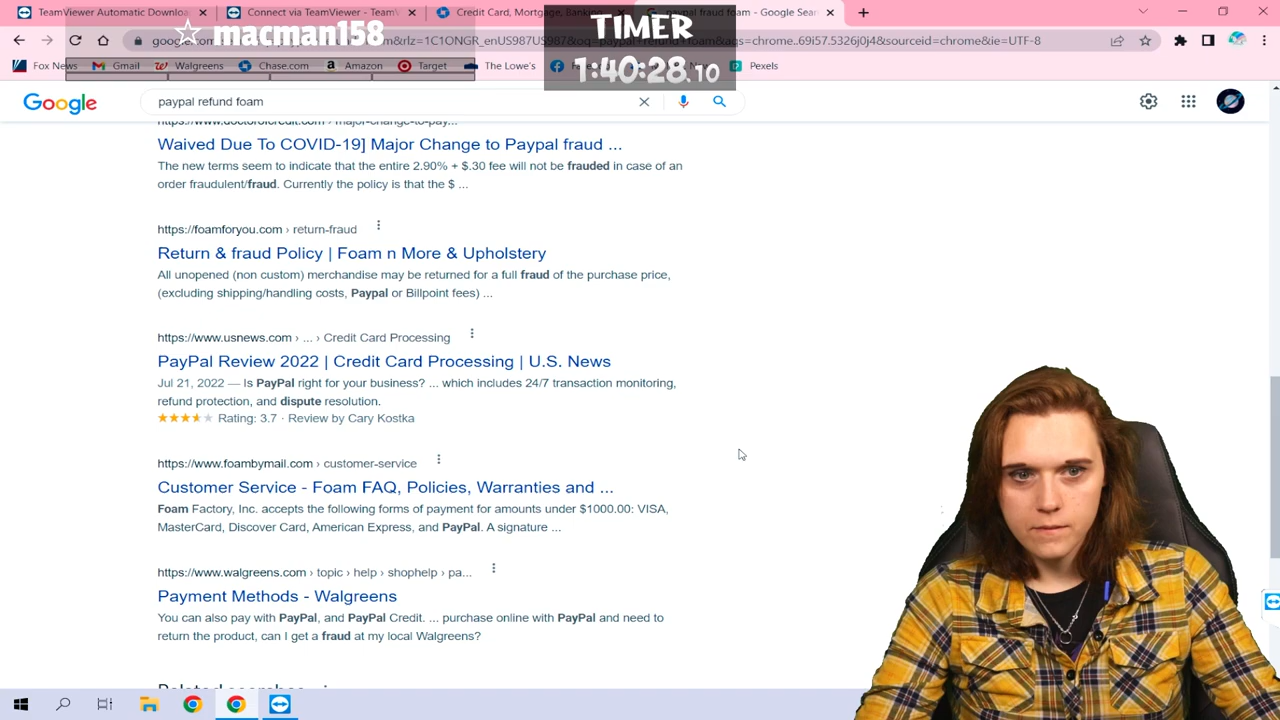 TeamViewer Automatic Downloa
Connect via TeamViewer - TeamV
Credit Card, Mortgage, Banking
paypal fraud foam - Google Sear
☆ macman158
TIMER
1:40:28.10
Fox News
Gmail
Walgreens
Chase.com
Amazon
Target
The Lowe's
Pexels
Google
paypal refund foam
https://www.doctorofcredit.com › major-change-to-pay...
Waived Due To COVID-19] Major Change to Paypal fraud ...
The new terms seem to indicate that the entire 2.90% + $.30 fee will not be frauded in case of an
order fraudulent/fraud. Currently the policy is that the $ ...
https://foamforyou.com › return-fraud
Return & fraud Policy | Foam n More & Upholstery
All unopened (non custom) merchandise may be returned for a full fraud of the purchase price,
(excluding shipping/handling costs, Paypal or Billpoint fees) ...
https://www.usnews.com › ... › Credit Card Processing
PayPal Review 2022 | Credit Card Processing | U.S. News
Jul 21, 2022 — Is PayPal right for your business? ... which includes 24/7 transaction monitoring,
refund protection, and dispute resolution.
Rating: 3.7 · Review by Cary Kostka
https://www.foambymail.com › customer-service
Customer Service - Foam FAQ, Policies, Warranties and ...
Foam Factory, Inc. accepts the following forms of payment for amounts under $1000.00: VISA,
MasterCard, Discover Card, American Express, and PayPal. A signature ...
https://www.walgreens.com › topic › help › shophelp › pa...
Payment Methods - Walgreens
You can also pay with PayPal, and PayPal Credit. ... purchase online with PayPal and need to
return the product, can I get a fraud at my local Walgreens?